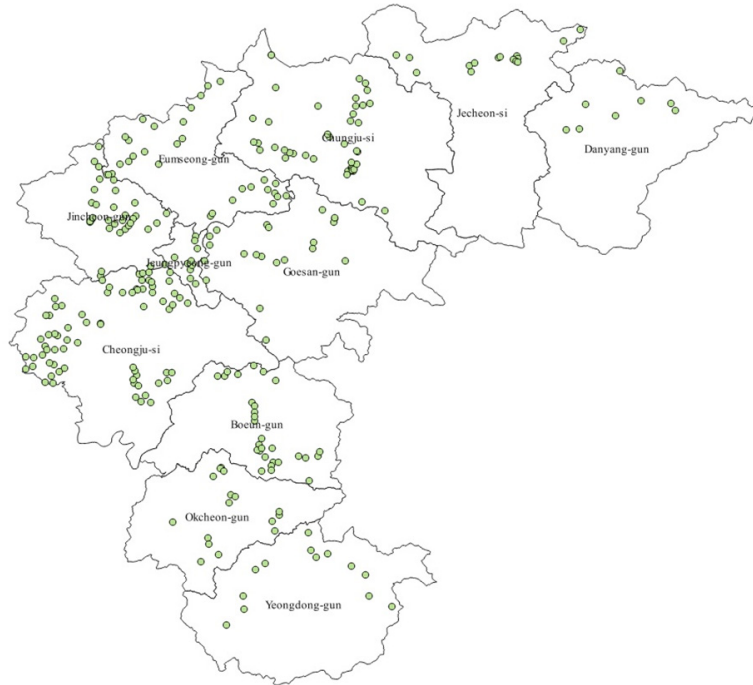 Jecheon-si
Chungju-si
Danyang-gun
Eumseong-gun
Jincheon-gun
Jeungpyeong-gun
Goesan-gun
Cheongju-si
Boeun-gun
Okcheon-gun
Yeongdong-gun